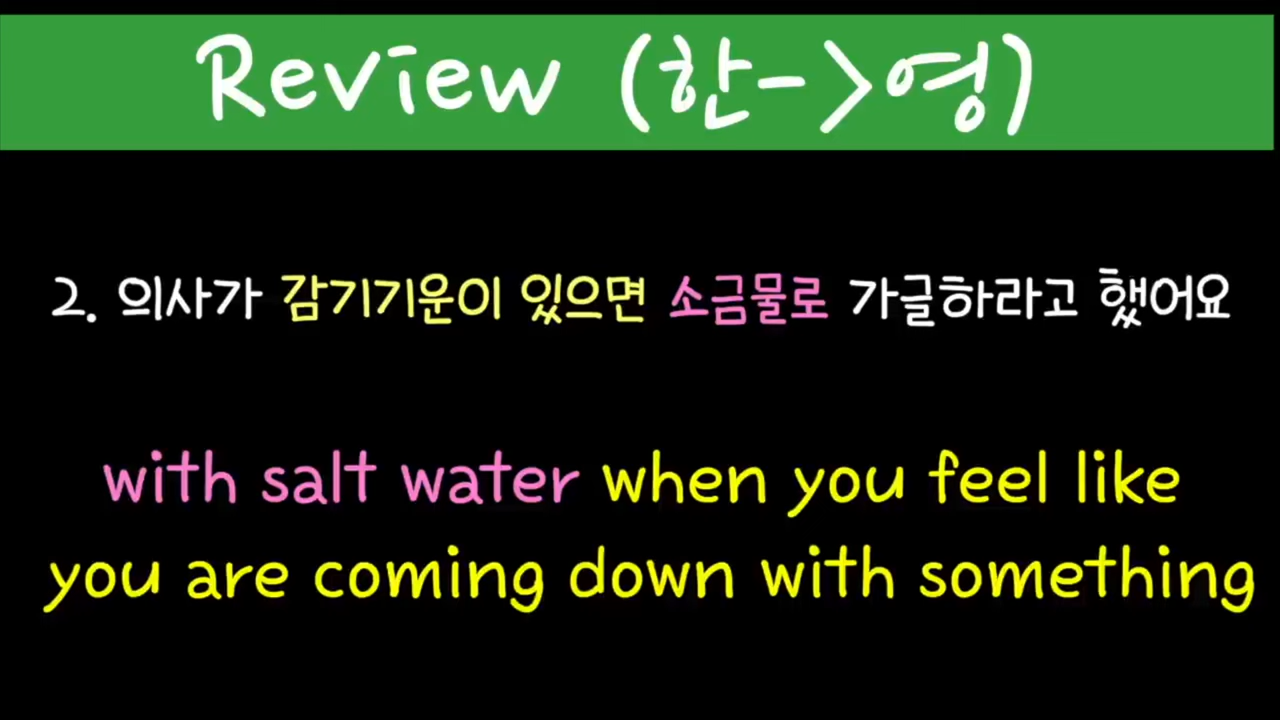 Review (한->영)
2. 의사가 감기기운이 있으면 소금물로 가글하라고 했어요
with salt water when you feel like
you are coming down with something